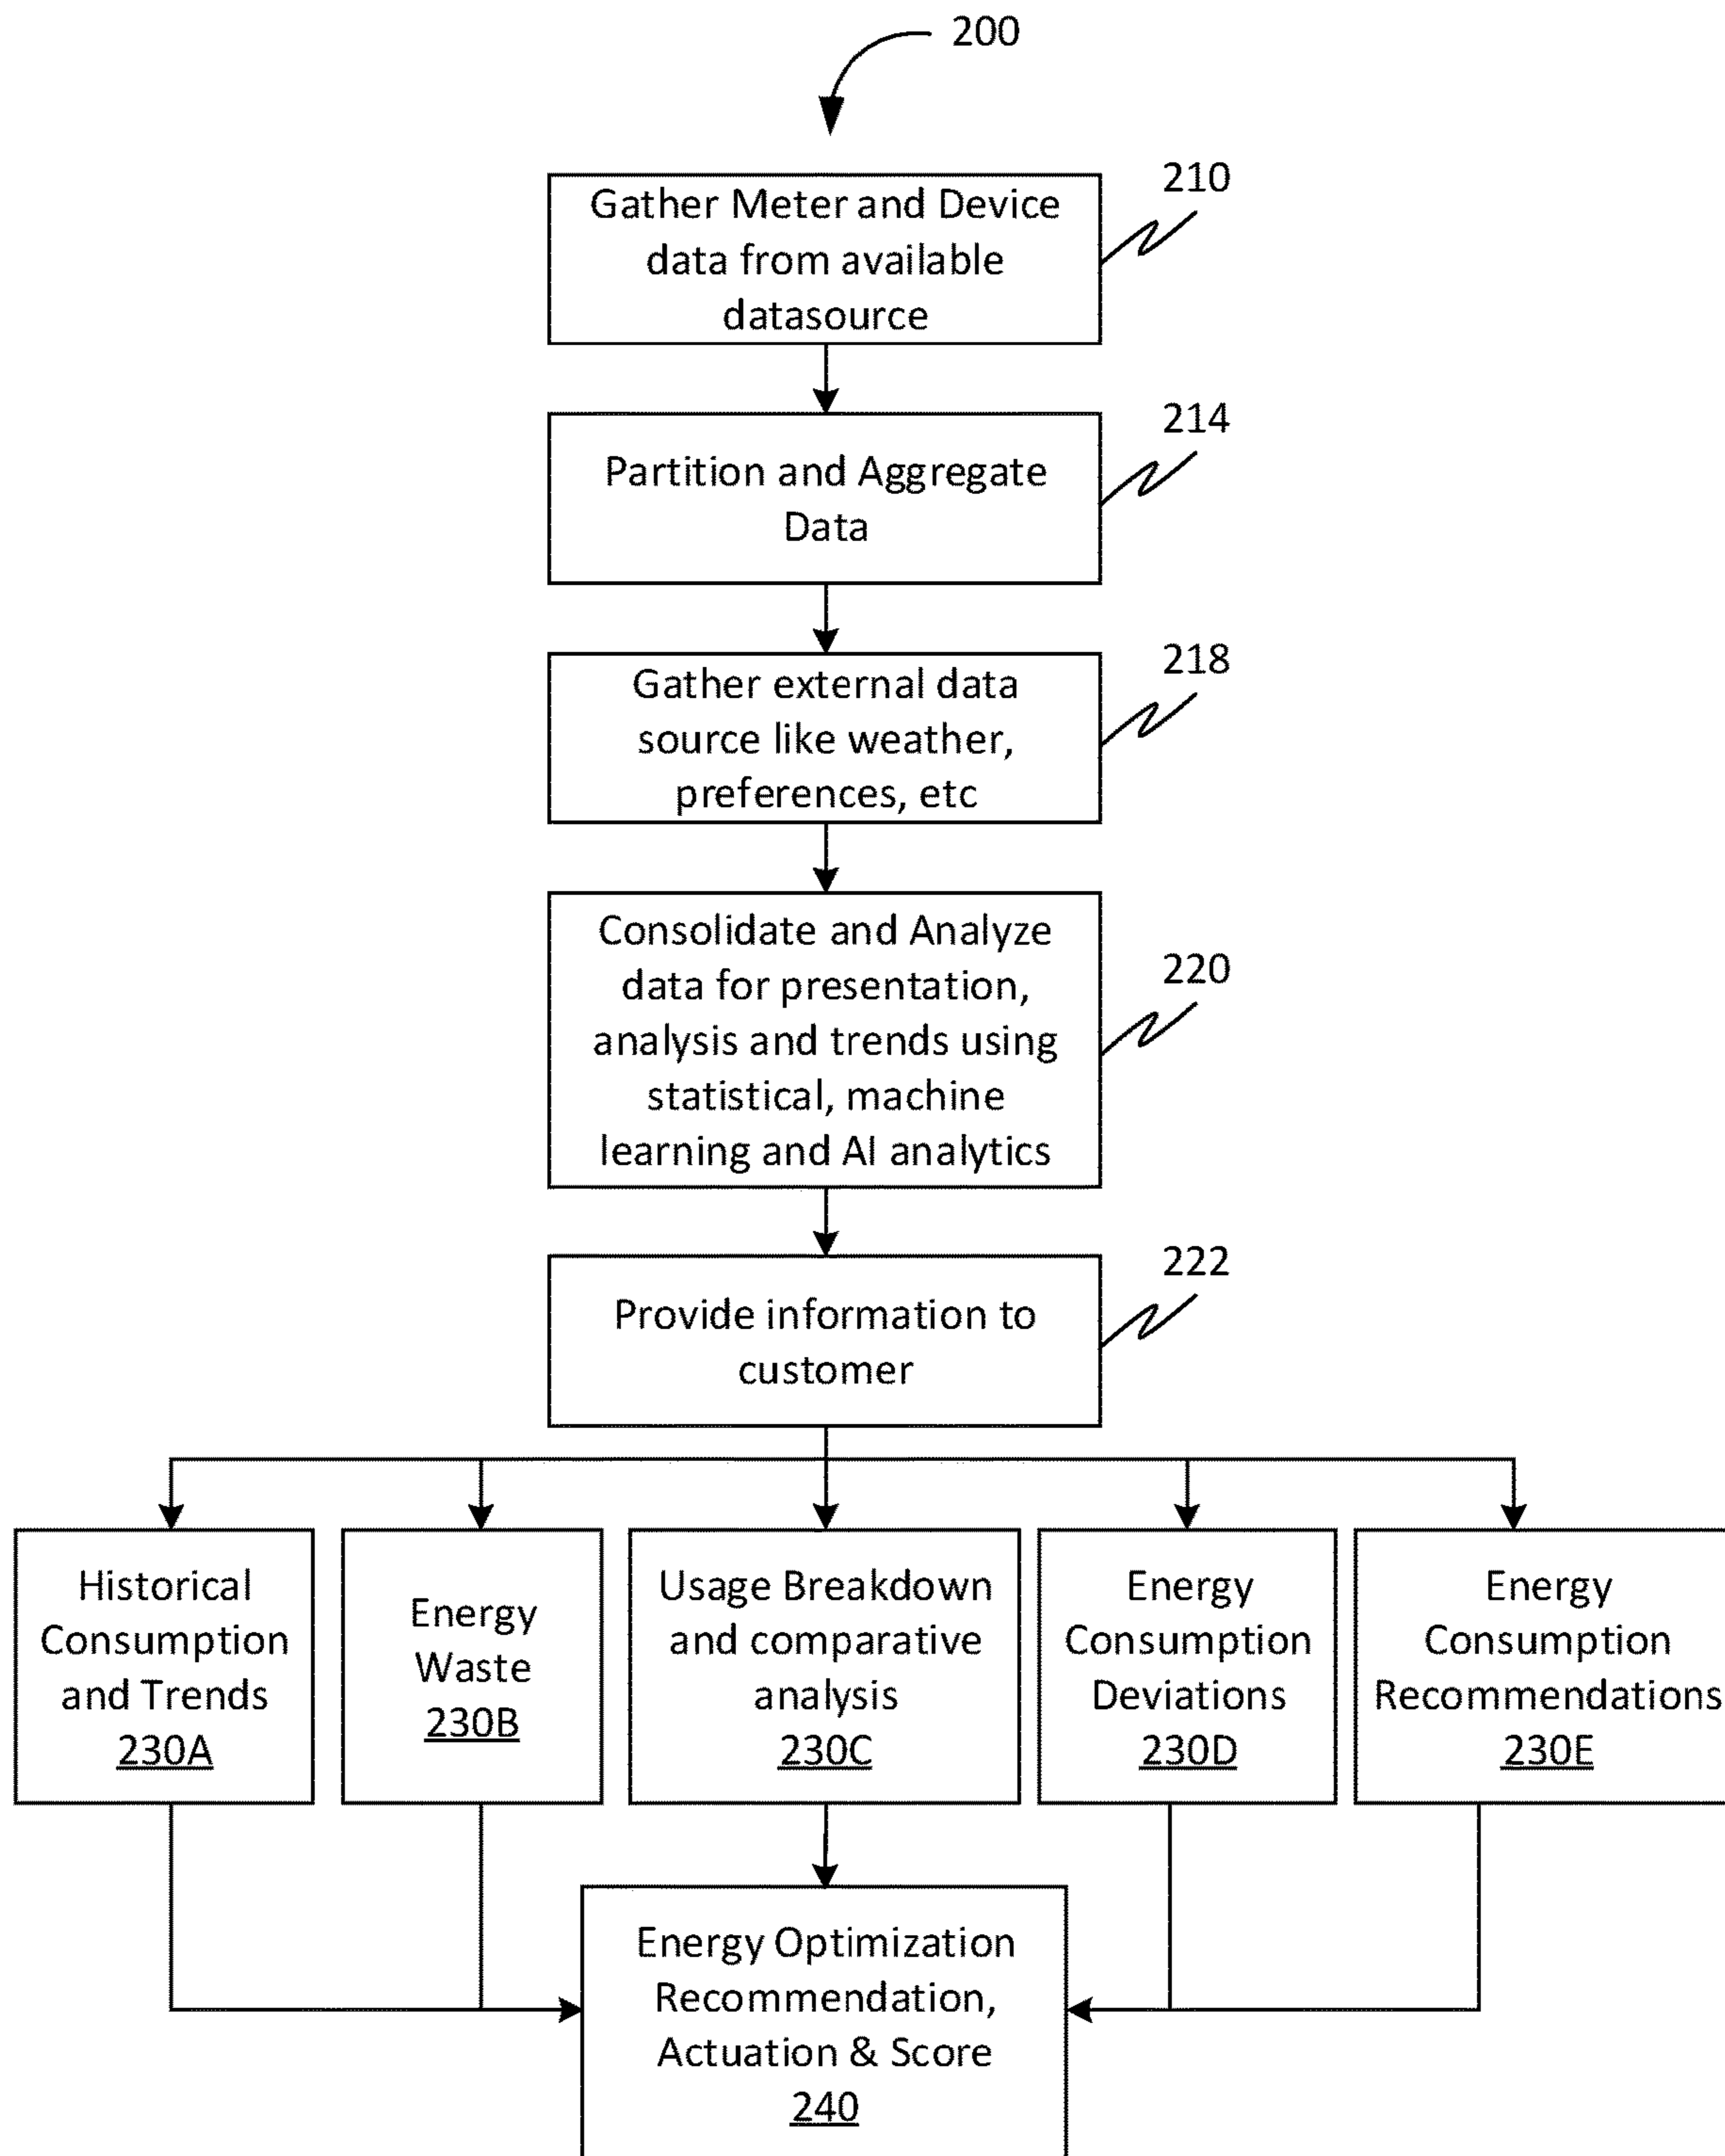 200
210
Gather Meter and Device
data from available
datasource
214
Partition and Aggregate
Data
218
Gather external data
source like weather,
preferences, etc
220
Consolidate and Analyze
data for presentation,
analysis and trends using
statistical, machine
learning and AI analytics
222
Provide information to
customer
Historical
Consumption
and Trends
230A
Energy
Waste
230B
Usage Breakdown
and comparative
analysis
230C
Energy
Consumption
Deviations
230D
Energy
Consumption
Recommendations
230E
Energy Optimization
Recommendation,
Actuation & Score
240